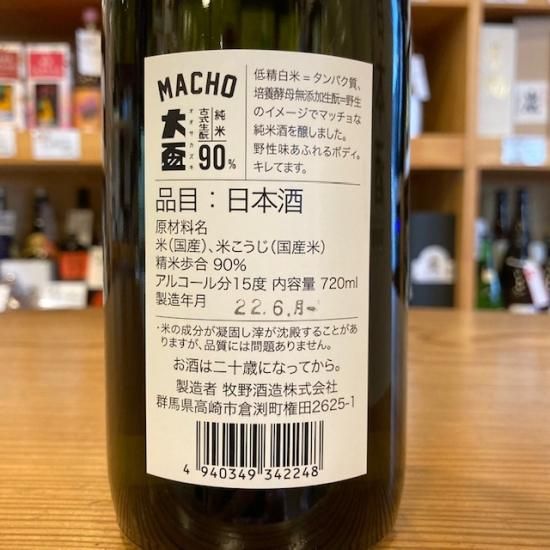 MACHO
大盃
オオサカズキ
古式生酛
純米
90%
低精白米＝タンパク質、
培養酵母無添加生酛＝野生
のイメージでマッチョな
純米酒を醸しました。
野性味あふれるボディ。
キレてます。
品目：日本酒
原材料名
米(国産)、米こうじ(国産米)
精米歩合 90%
アルコール分15度 内容量 720ml
製造年月 22.6.月
・米の成分が凝固し滓が沈殿することがあ
りますが、品質には問題ありません。
お酒は二十歳になってから。
製造者 牧野酒造株式会社
群馬県高崎市倉渕町権田2625-1
4 940349 342248